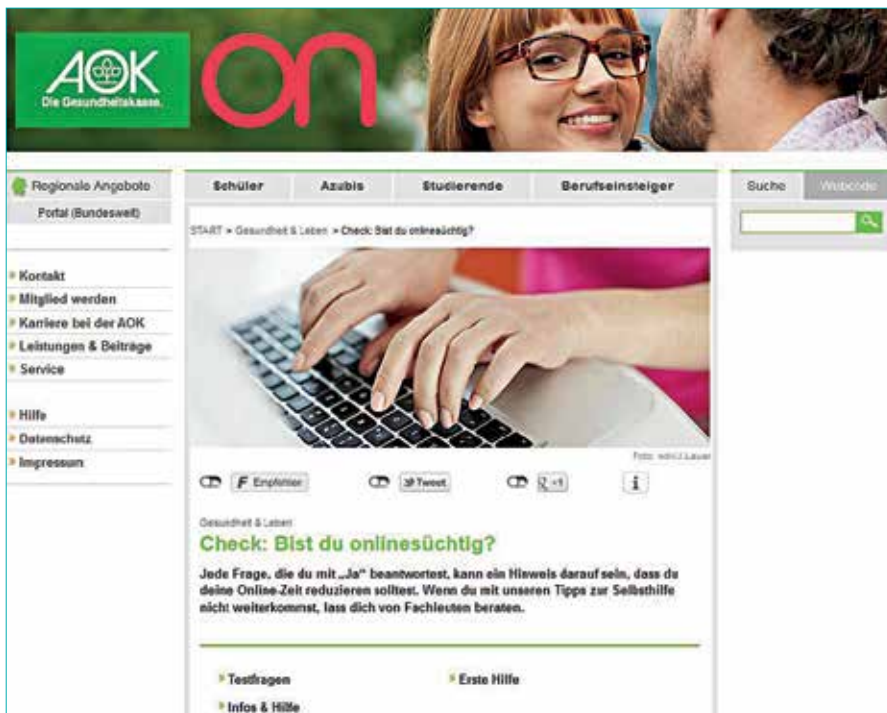 AOK
Die Gesundheitskasse.
on
Regionale Angebote
Portal (Bundesweit)
Kontakt
Mitglied werden
Karriere bei der AOK
Leistungen & Beiträge
Service
Hilfe
Datenschutz
Impressum
Schüler Azubis Studierende Berufseinsteiger
START > Gesundheit & Leben > Check: Bist du onlinesüchtig?
Foto:
F Empfehlen
Tweet
+1
i
Gesundheit & Leben
Check: Bist du onlinesüchtig?
Jede Frage, die du mit „Ja“ beantwortest, kann ein Hinweis darauf sein, dass du
deine Online-Zeit reduzieren solltest. Wenn du mit unseren Tipps zur Selbsthilfe
nicht weiterkommst, lass dich von Fachleuten beraten.
Testfragen Erste Hilfe
Infos & Hilfe
Suche Webcode